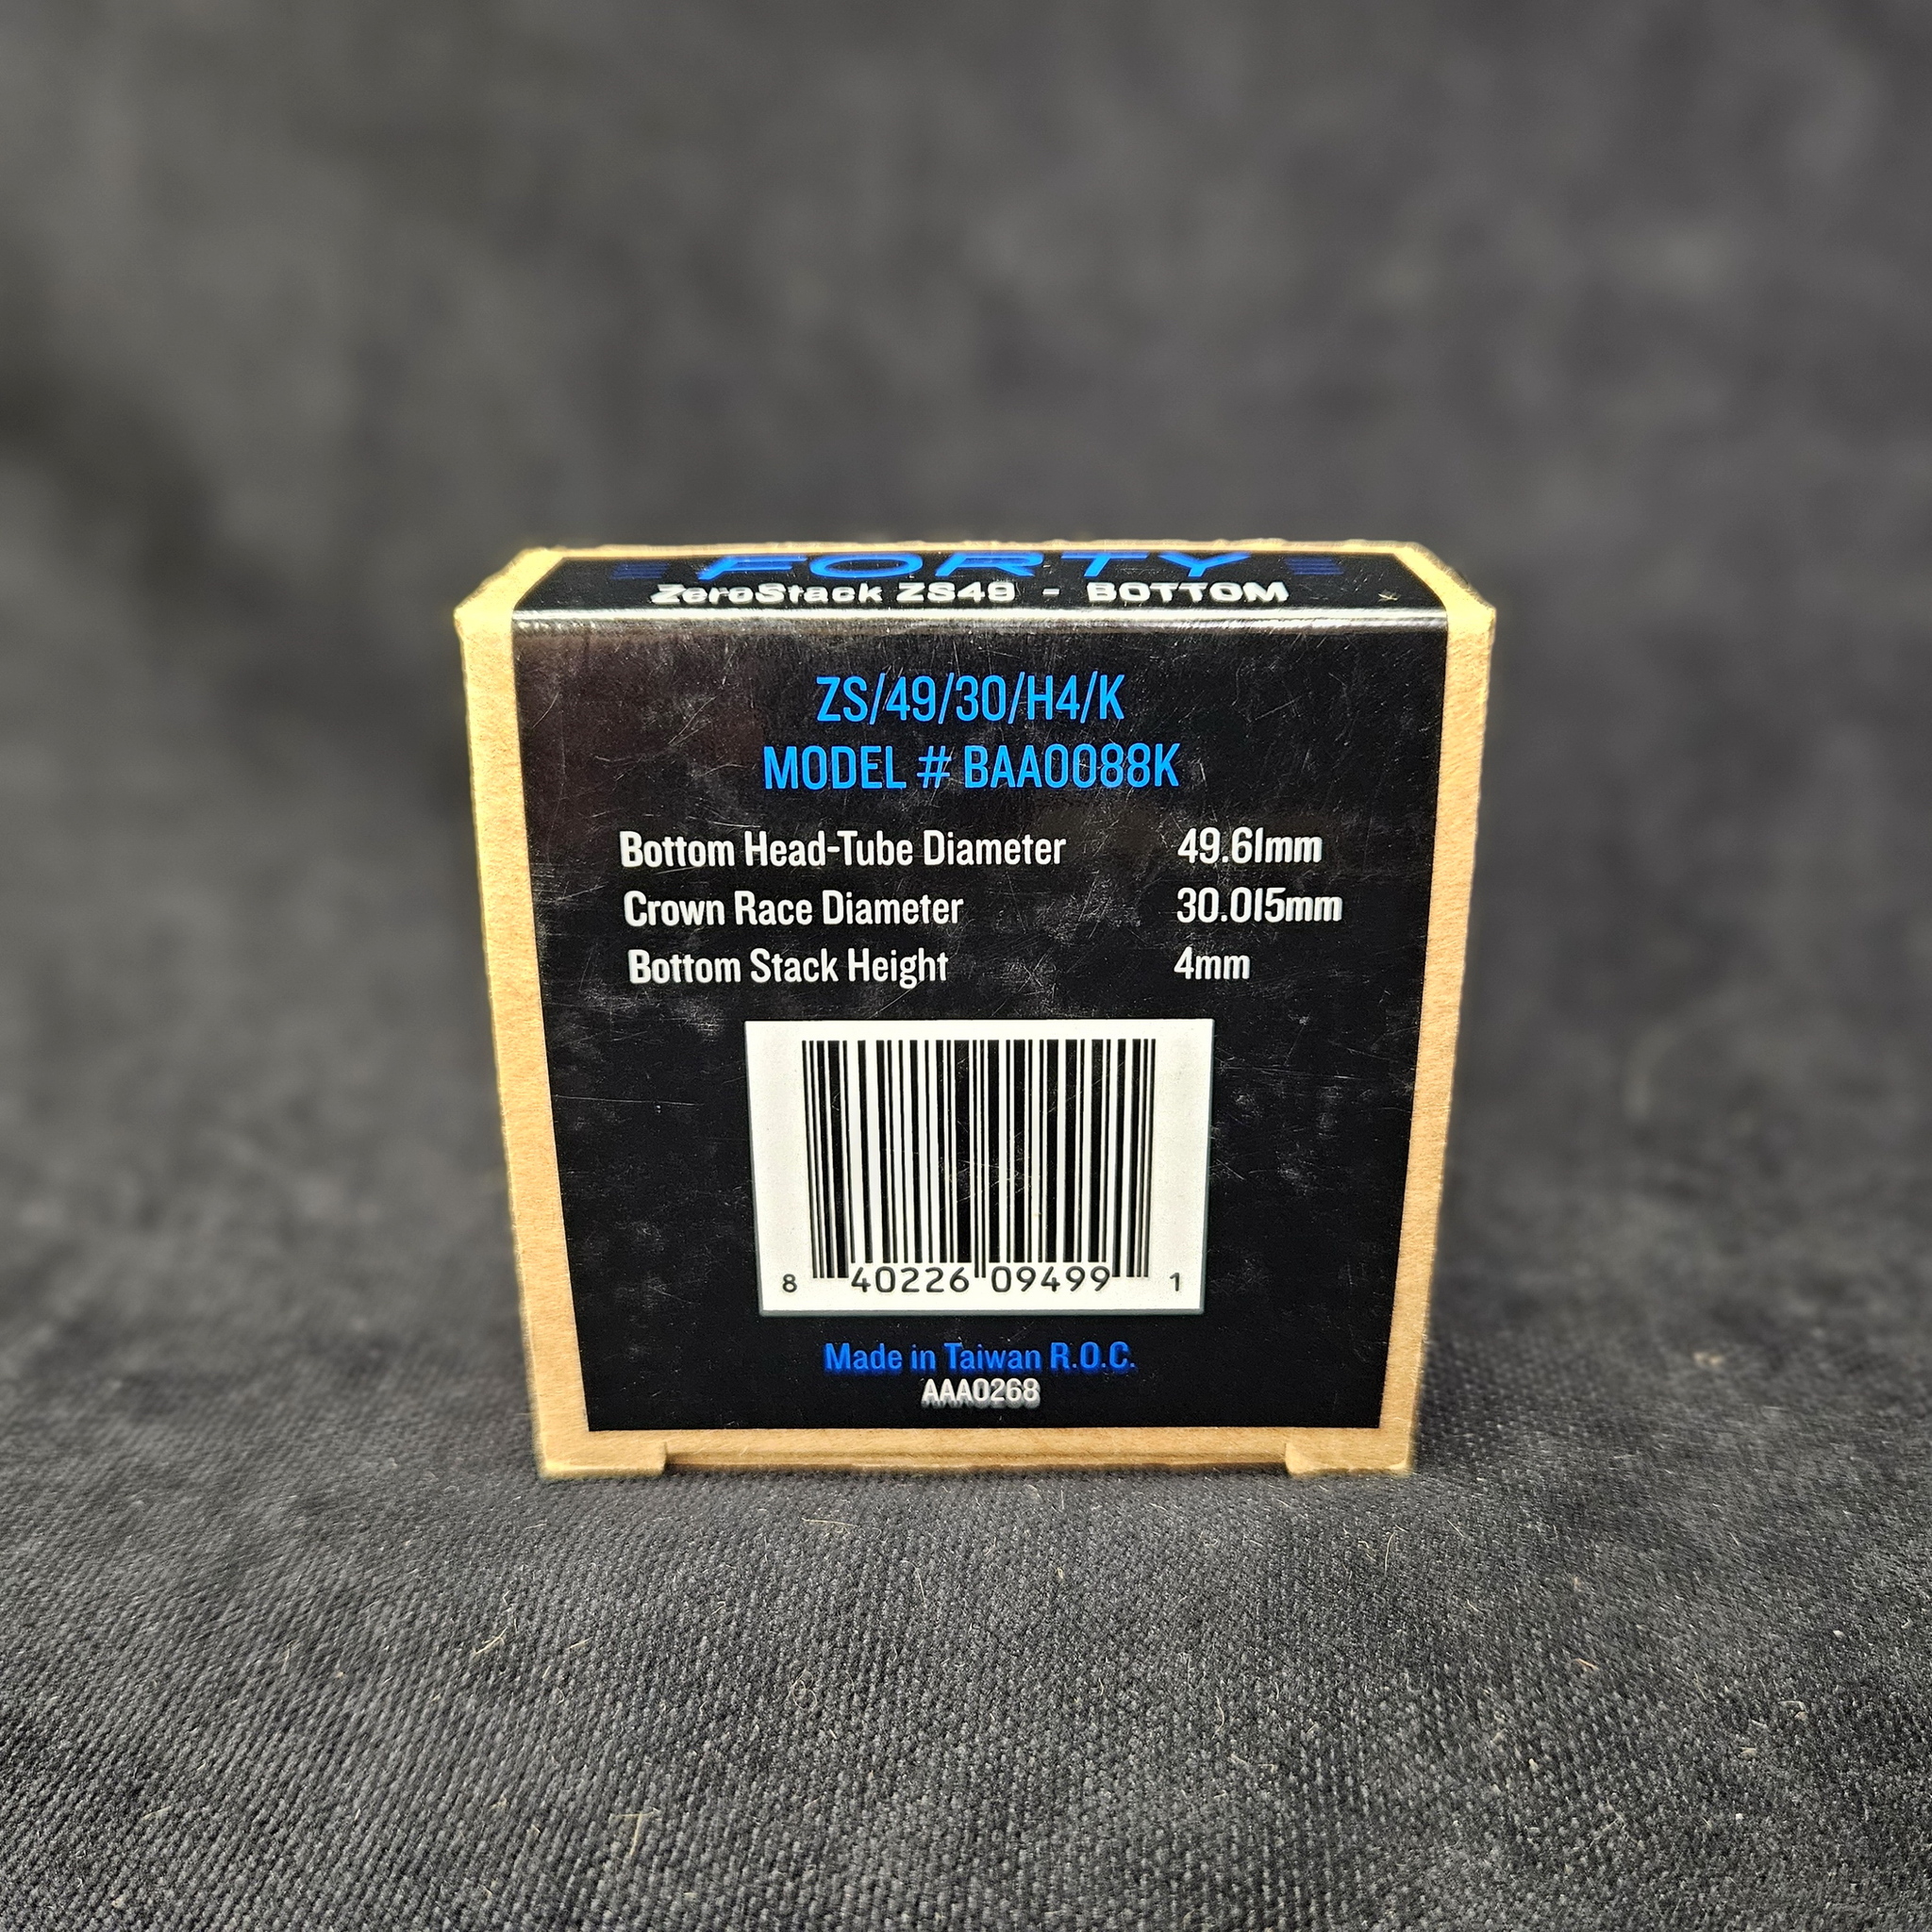 FORTY
ZeroStack ZS49 - BOTTOM
ZS/49/30/H4/K
MODEL # BAA0088K
Bottom Head-Tube Diameter 49.61mm
Crown Race Diameter 30.015mm
Bottom Stack Height 4mm
8 40226 09499 1
Made in Taiwan R.O.C.
AAA0268